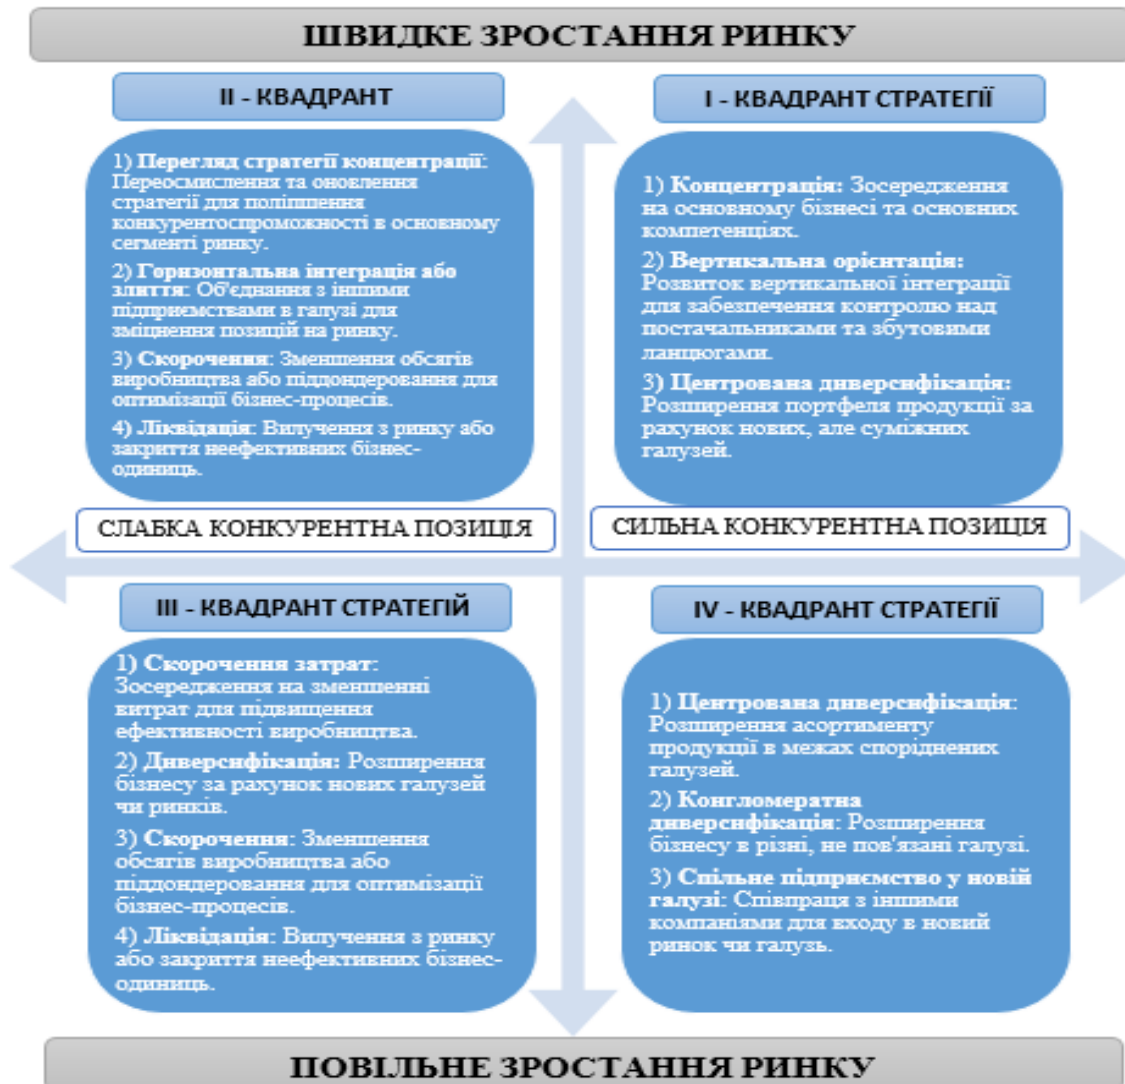 ШВИДКЕ ЗРОСТАННЯ РИНКУ
ІІ - КВАДРАНТ
1) Перегляд стратегії концентрації:
Переосмислення та оновлення
стратегії для поліпшення
конкурентоспроможності в основному
сегменті ринку.
2) Горизонтальна інтеграція або
злиття: Об'єднання з іншими
підприємствами в галузі для
зміцнення позицій на ринку.
3) Скорочення: Зменшення обсягів
виробництва або піддондеровання для
оптимізації бізнес-процесів.
4) Ліквідація: Вилучення з ринку або
закриття неефективних бізнес-
одиниць.
І - КВАДРАНТ СТРАТЕГІЇ
1) Концентрація: Зосередження
на основному бізнесі та основних
компетенціях.
2) Вертикальна орієнтація:
Розвиток вертикальної інтеграції
для забезпечення контролю над
постачальниками та збутовими
ланцюгами.
3) Центрована диверсифікація:
Розширення портфеля продукції за
рахунок нових, але суміжних
галузей.
СЛАБКА КОНКУРЕНТНА ПОЗИЦІЯ
СИЛЬНА КОНКУРЕНТНА ПОЗИЦІЯ
ІІІ - КВАДРАНТ СТРАТЕГІЙ
1) Скорочення затрат:
Зосередження на зменшенні
витрат для підвищення
ефективності виробництва.
2) Диверсифікація: Розширення
бізнесу за рахунок нових галузей
чи ринків.
3) Скорочення: Зменшення
обсягів виробництва або
піддондеровання для оптимізації
бізнес-процесів.
4) Ліквідація: Вилучення з ринку
або закриття неефективних бізнес-
одиниць.
IV - КВАДРАНТ СТРАТЕГІЇ
1) Центрована диверсифікація:
Розширення асортименту
продукції в межах споріднених
галузей.
2) Конгломератна
диверсифікація: Розширення
бізнесу в різні, не пов'язані галузі.
3) Спільне підприємство у новій
галузі: Співпраця з іншими
компаніями для входу в новий
ринок чи галузь.
ПОВІЛЬНЕ ЗРОСТАННЯ РИНКУ